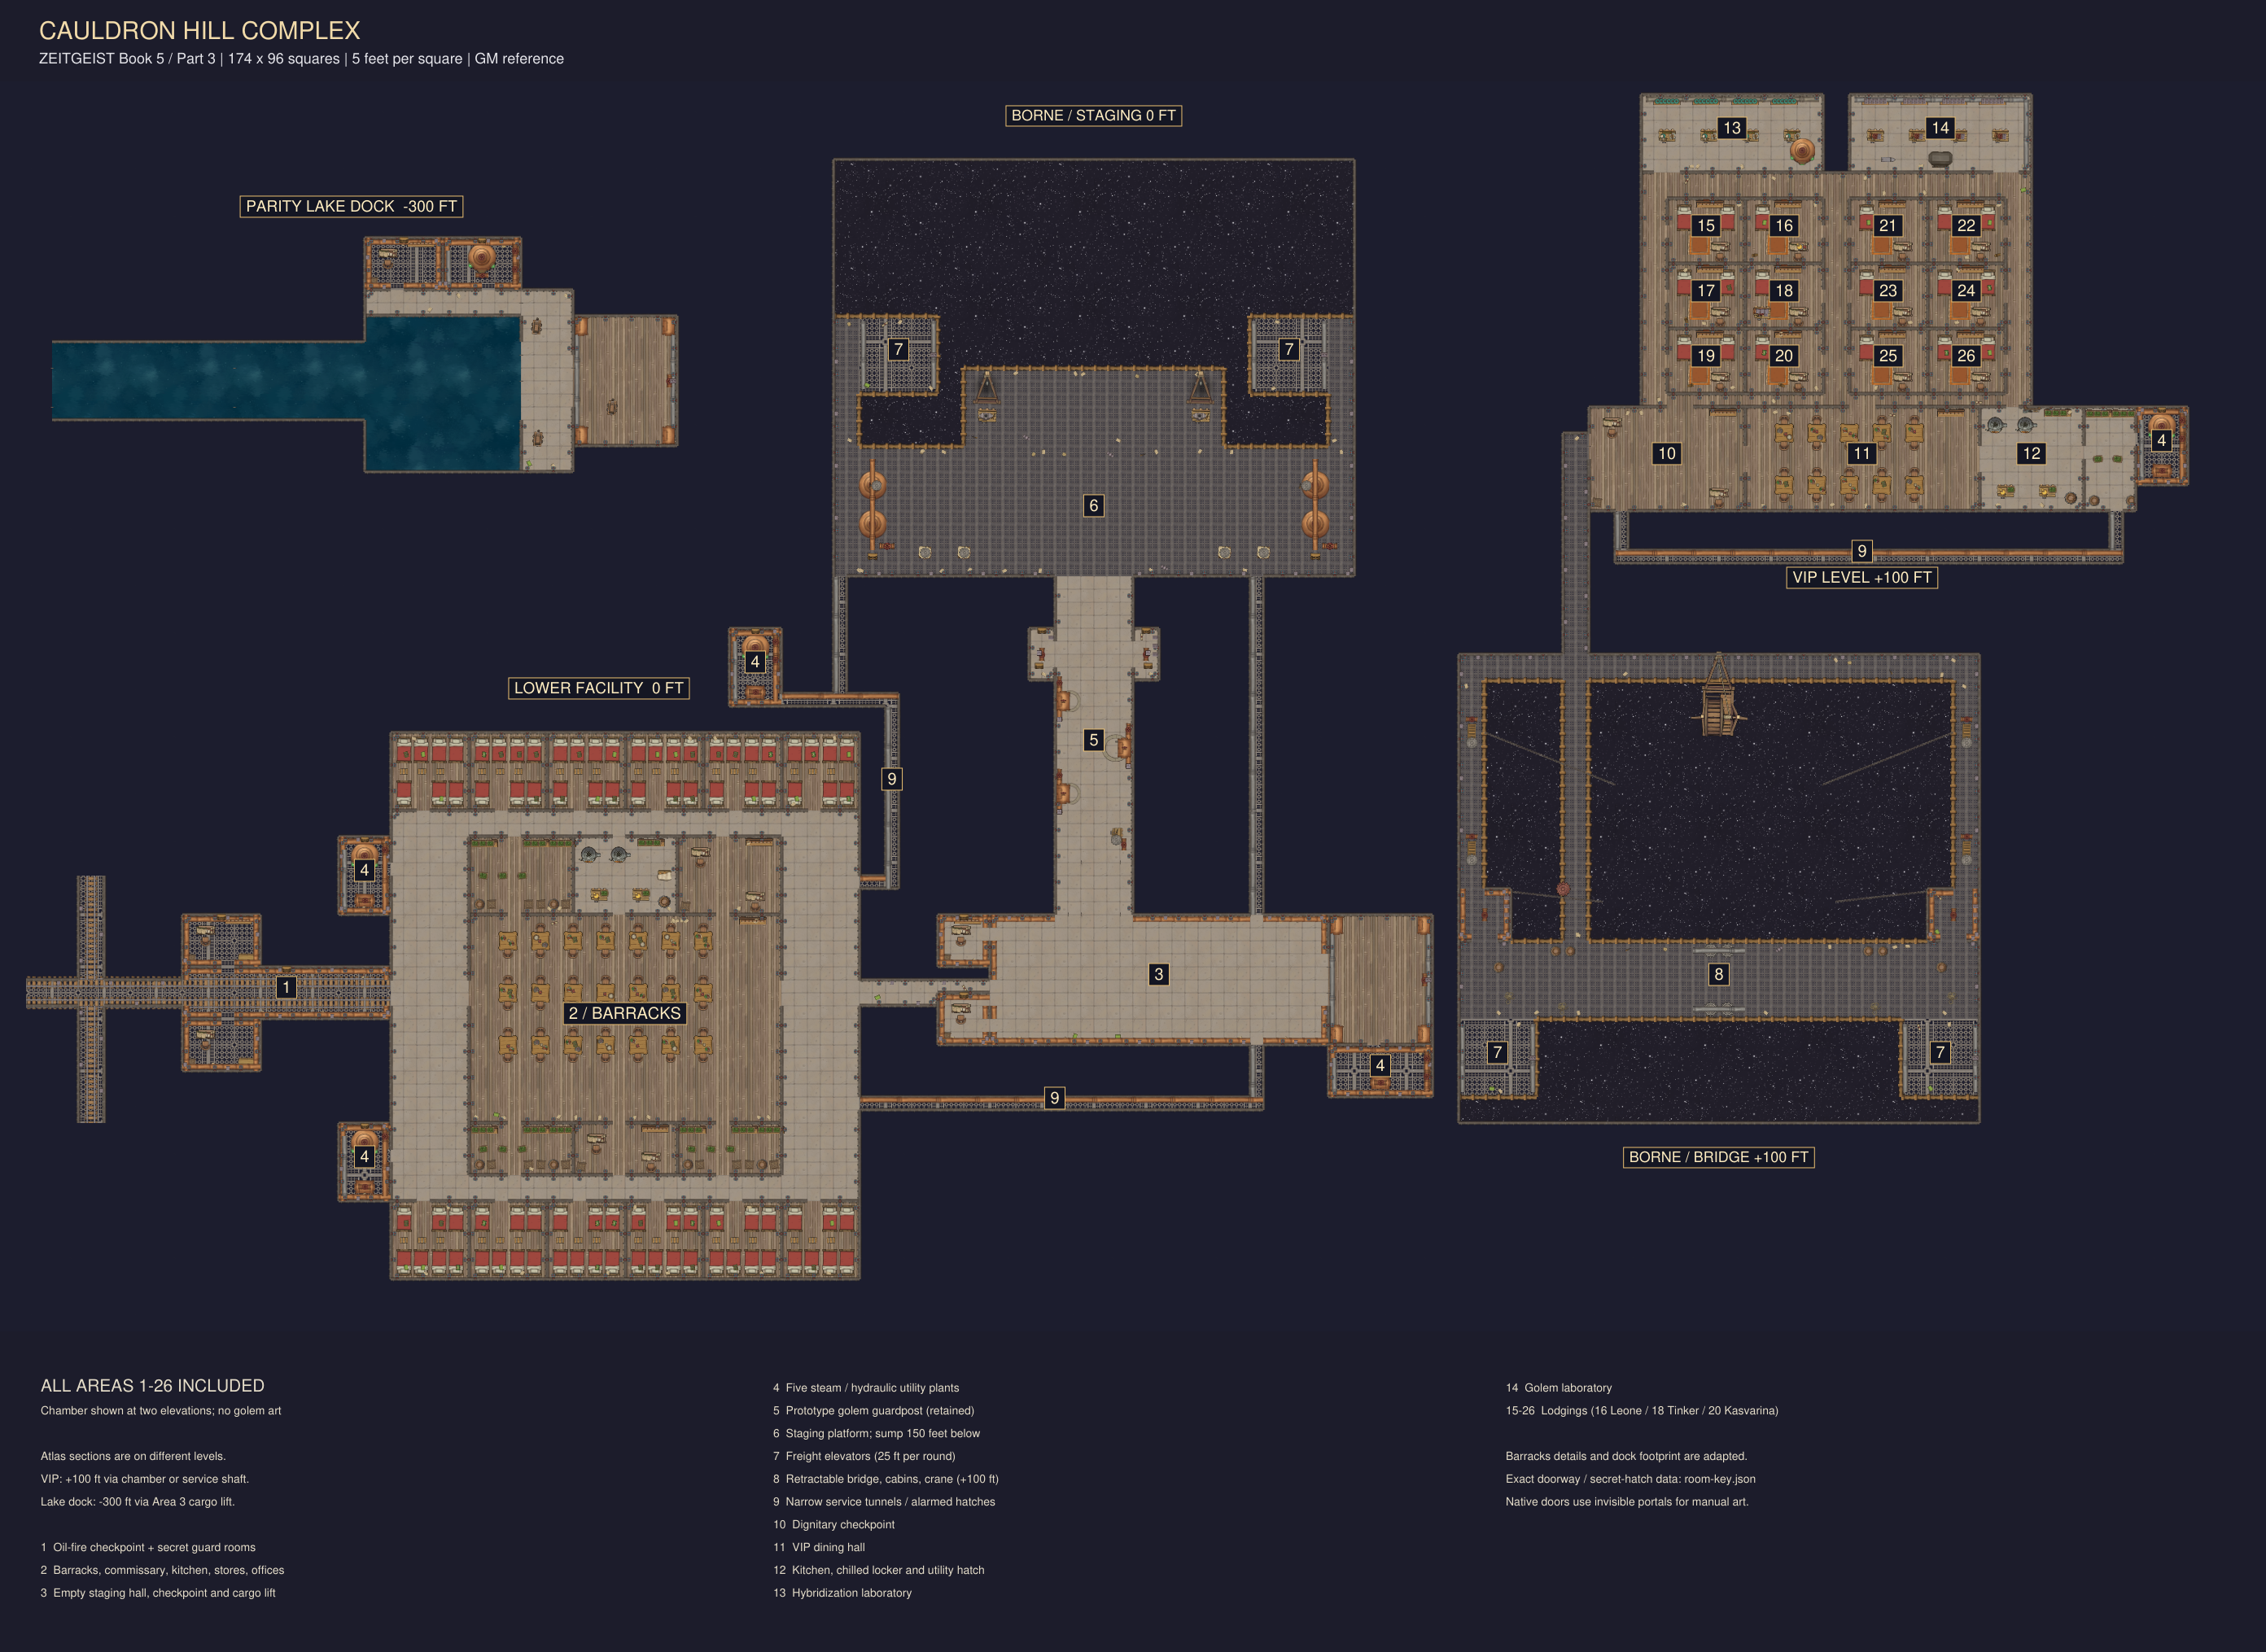 CAULDRON HILL COMPLEX
ZEITGEIST Book 5 / Part 3 | 174 x 96 squares | 5 feet per square | GM reference
BORNE / STAGING 0 FT
13
14
PARITY LAKE DOCK -300 FT
15
16
21
22
17
18
23
24
7
7
19
20
25
26
10
11
12
4
6
9
VIP LEVEL +100 FT
4
LOWER FACILITY 0 FT
5
9
4
1
2 / BARRACKS
3
8
7
7
4
9
4
BORNE / BRIDGE +100 FT
ALL AREAS 1-26 INCLUDED
Chamber shown at two elevations; no golem art
Atlas sections are on different levels.
VIP: +100 ft via chamber or service shaft.
Lake dock: -300 ft via Area 3 cargo lift.
1 Oil-fire checkpoint + secret guard rooms
2 Barracks, commissary, kitchen, stores, offices
3 Empty staging hall, checkpoint and cargo lift
4 Five steam / hydraulic utility plants
5 Prototype golem guardpost (retained)
6 Staging platform; sump 150 feet below
7 Freight elevators (25 ft per round)
8 Retractable bridge, cabins, crane (+100 ft)
9 Narrow service tunnels / alarmed hatches
10 Dignitary checkpoint
11 VIP dining hall
12 Kitchen, chilled locker and utility hatch
13 Hybridization laboratory
14 Golem laboratory
15-26 Lodgings (16 Leone / 18 Tinker / 20 Kasvarina)
Barracks details and dock footprint are adapted.
Exact doorway / secret-hatch data: room-key.json
Native doors use invisible portals for manual art.